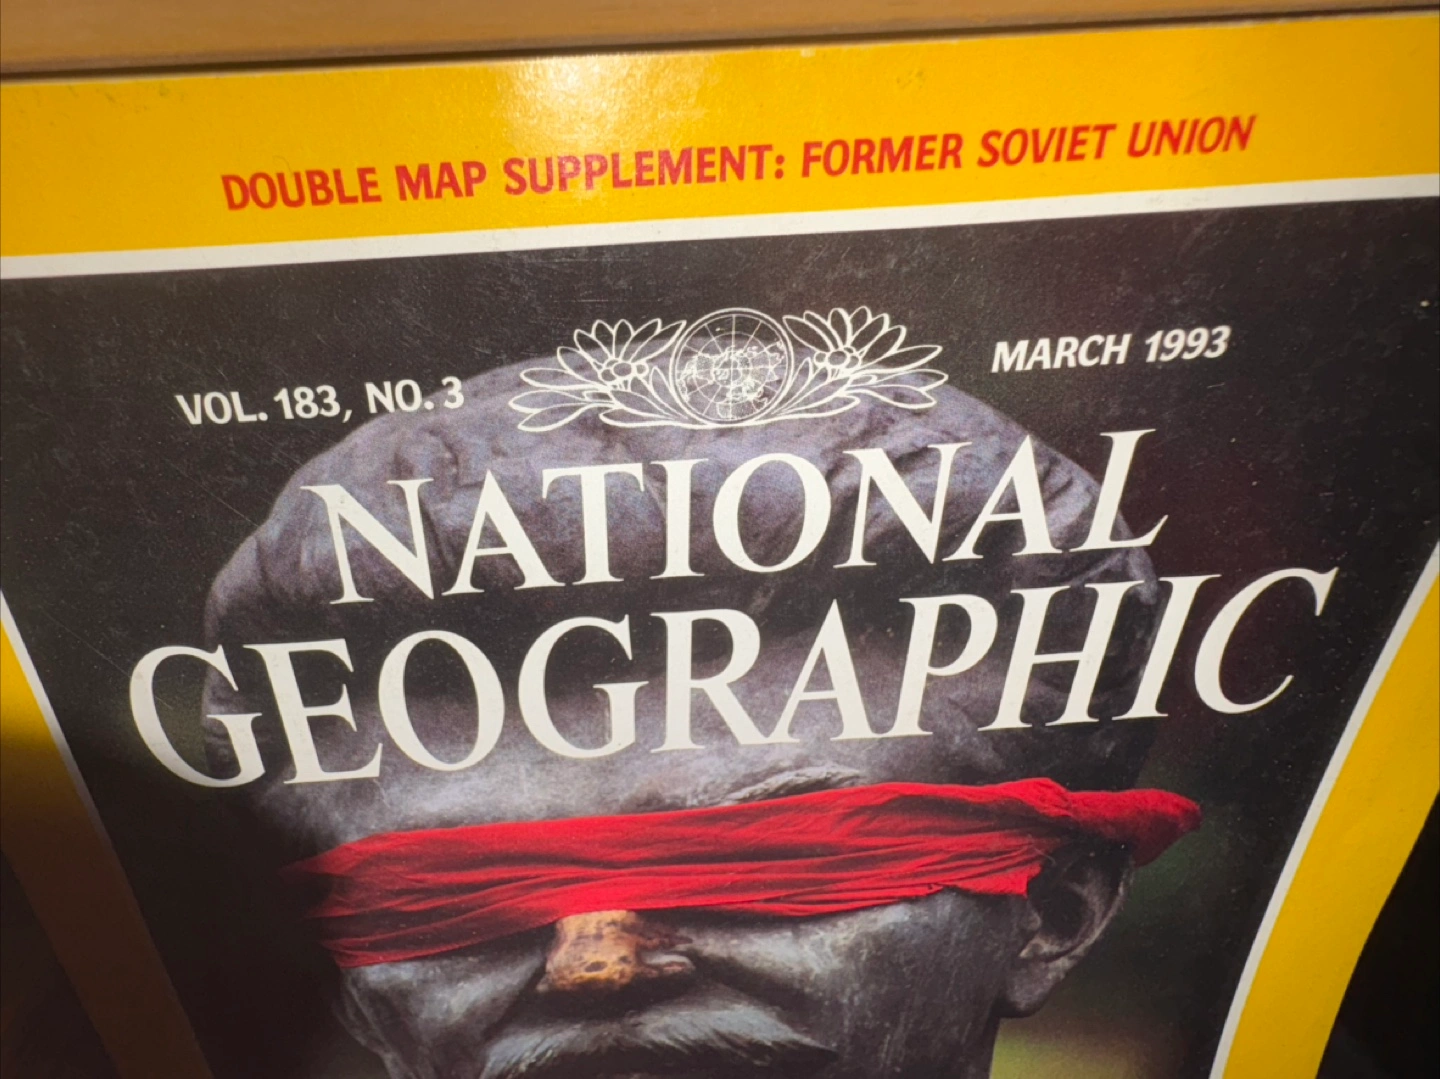 DOUBLE MAP SUPPLEMENT: FORMER SOVIET UNION
VOL. 183, NO. 3
MARCH 1993
NATIONAL
GEOGRAPHIC